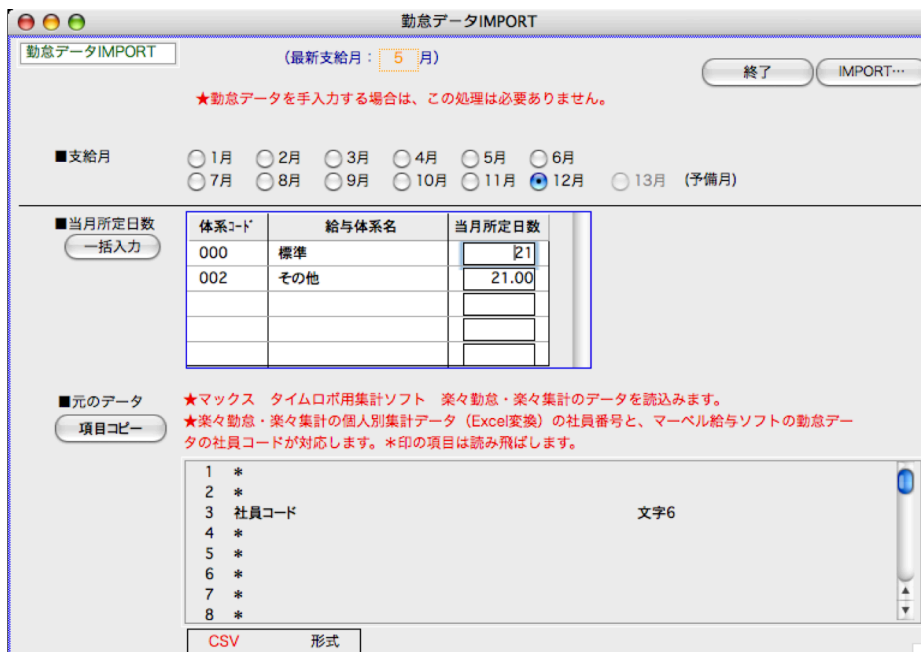 勤怠データIMPORT
勤怠データIMPORT
(最新支給月： 5 月)
終了
IMPORT…
★勤怠データを手入力する場合は、この処理は必要ありません。
■支給月
1月 2月 3月 4月 5月 6月
7月 8月 9月 10月 11月 12月 13月 (予備月)
■当月所定日数
一括入力
体系ｺｰﾄﾞ 給与体系名 当月所定日数
000 標準 21
002 その他 21.00
■元のデータ
項目コピー
★マックス　タイムロボ用集計ソフト　楽々勤怠・楽々集計のデータを読込みます。
★楽々勤怠・楽々集計の個人別集計データ（Excel変換）の社員番号と、マーベル給与ソフトの勤怠デー
タの社員コードが対応します。＊印の項目は読み飛ばします。
1 *
2 *
3 社員コード 文字6
4 *
5 *
6 *
7 *
8 *
CSV 形式